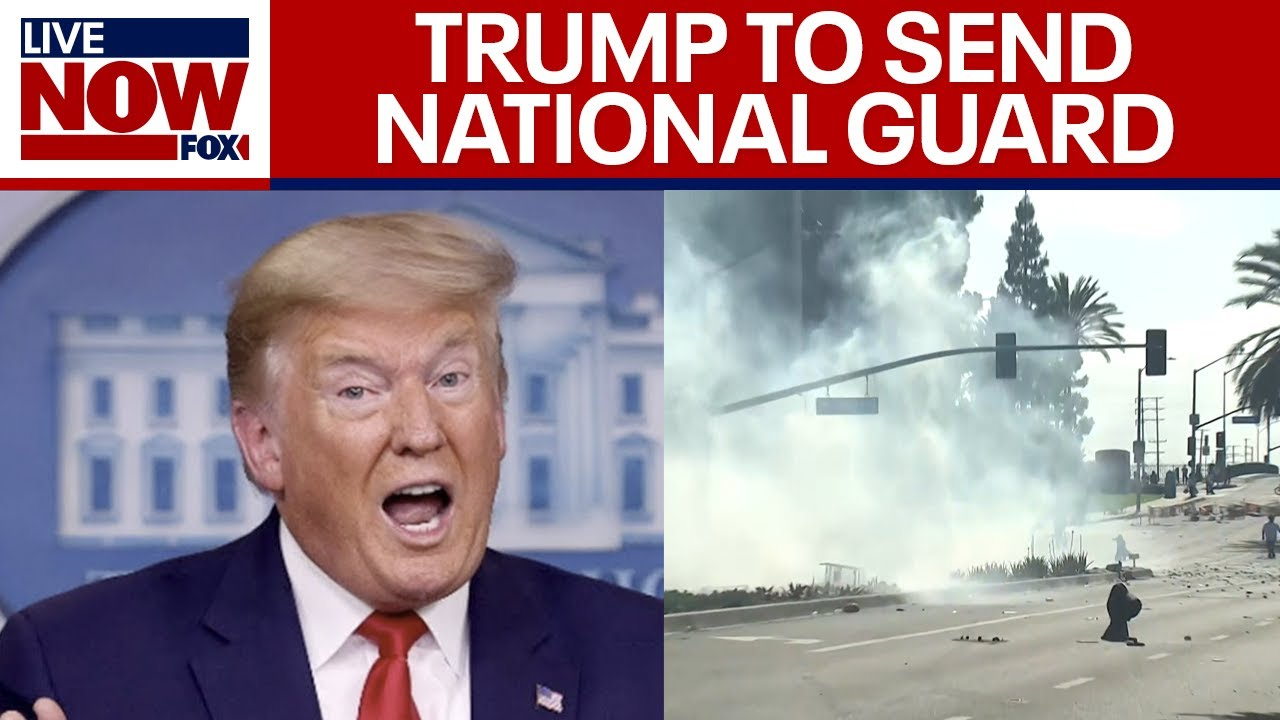 LIVE
NOW
FOX
TRUMP TO SEND
NATIONAL GUARD